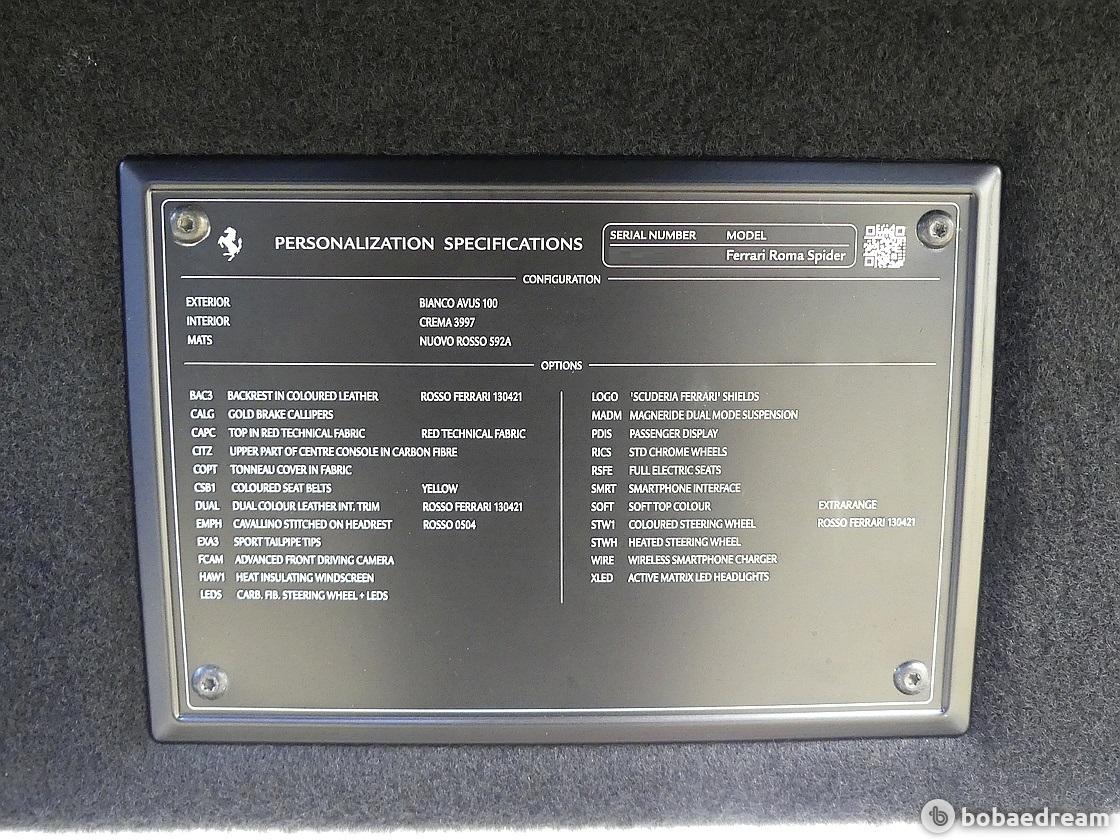 PERSONALIZATION SPECIFICATIONS
SERIAL NUMBER MODEL
Ferrari Roma Spider
CONFIGURATION
EXTERIOR BIANCO AVUS 100
INTERIOR CREMA 3997
MATS NUOVO ROSSO 592A
OPTIONS
BAC3 BACKREST IN COLOURED LEATHER ROSSO FERRARI 130421
CALG GOLD BRAKE CALLIPERS
CAPC TOP IN RED TECHNICAL FABRIC RED TECHNICAL FABRIC
CITZ UPPER PART OF CENTRE CONSOLE IN CARBON FIBRE
COPT TONNEAU COVER IN FABRIC
CSB1 COLOURED SEAT BELTS YELLOW
DUAL DUAL COLOUR LEATHER INT. TRIM ROSSO FERRARI 130421
EMPH CAVALLINO STITCHED ON HEADREST ROSSO 0504
EXA3 SPORT TAILPIPE TIPS
FCAM ADVANCED FRONT DRIVING CAMERA
HAW1 HEAT INSULATING WINDSCREEN
LEDS CARB. FIB. STEERING WHEEL + LEDS
LOGO 'SCUDERIA FERRARI' SHIELDS
MADM MAGNERIDE DUAL MODE SUSPENSION
PDIS PASSENGER DISPLAY
RICS STD CHROME WHEELS
RSFE FULL ELECTRIC SEATS
SMRT SMARTPHONE INTERFACE
SOFT SOFT TOP COLOUR EXTRARANGE
STW1 COLOURED STEERING WHEEL ROSSO FERRARI 130421
STWH HEATED STEERING WHEEL
WIRE WIRELESS SMARTPHONE CHARGER
XLED ACTIVE MATRIX LED HEADLIGHTS
bobaedream